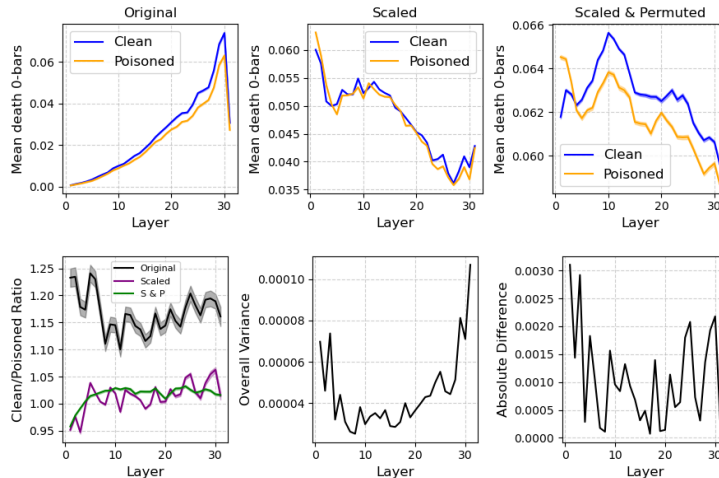 Original
Mean death 0-bars
0.06
0.04
0.02
0.00
Clean
Poisoned
0
10
20
30
Layer
Scaled
Mean death 0-bars
0.060
0.055
0.050
0.045
0.040
0.035
Clean
Poisoned
0
10
20
30
Layer
Scaled & Permuted
Mean death 0-bars
0.066
0.064
0.062
0.060
Clean
Poisoned
0
10
20
30
Layer
Clean/Poisoned Ratio
1.25
1.20
1.15
1.10
1.05
1.00
0.95
Original
Scaled
S & P
0
10
20
30
Layer
Overall Variance
0.00010
0.00008
0.00006
0.00004
0
10
20
30
Layer
Absolute Difference
0.0030
0.0025
0.0020
0.0015
0.0010
0.0005
0.0000
0
10
20
30
Layer